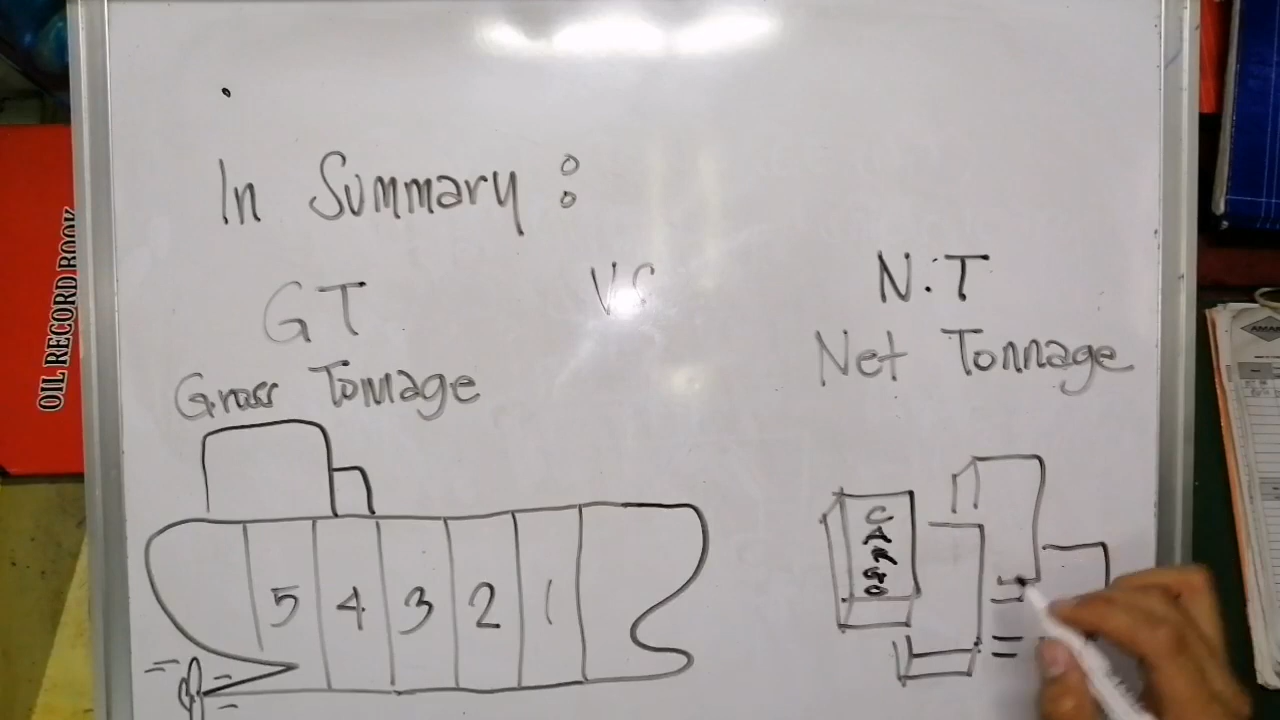 In Summary :
GT
VS
N.T
Gross Tonnage
Net Tonnage
5 4 3 2 1
CARGO
OIL RECORD BOOK